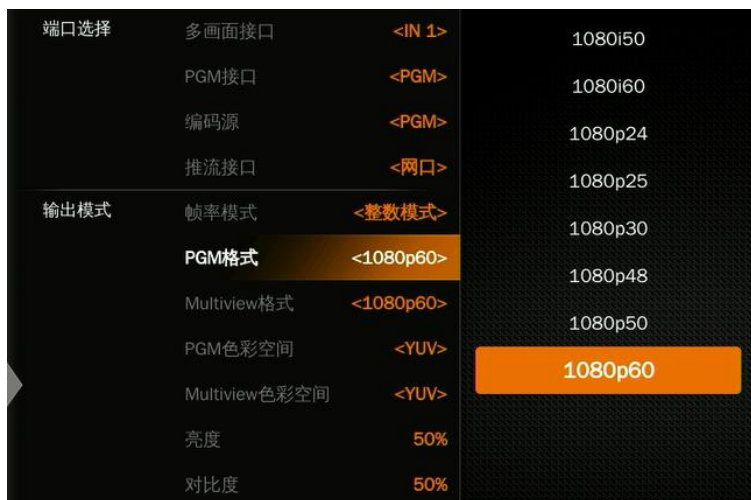 端口选择
多画面接口 <IN 1>
PGM接口 <PGM>
编码源 <PGM>
推流接口 <网口>
输出模式
帧率模式 <整数模式>
PGM格式 <1080p60>
Multiview格式 <1080p60>
PGM色彩空间 <YUV>
Multiview色彩空间 <YUV>
亮度 50%
对比度 50%
1080i50
1080i60
1080p24
1080p25
1080p30
1080p48
1080p50
1080p60